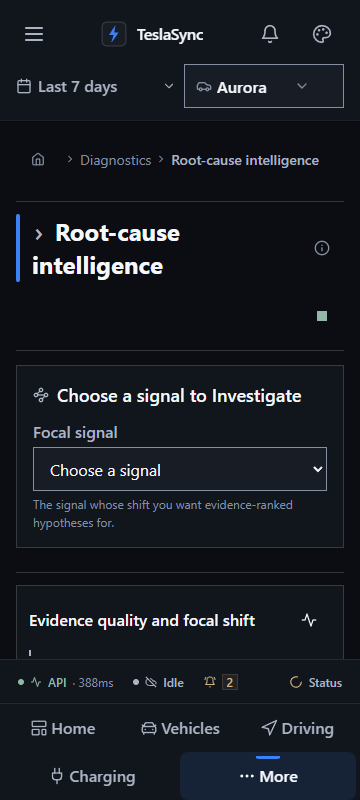 TeslaSync
Last 7 days
Aurora
Diagnostics
Root-cause intelligence
Root-cause
intelligence
Choose a signal to Investigate
Focal signal
Choose a signal
The signal whose shift you want evidence-ranked
hypotheses for.
Evidence quality and focal shift
API · 388ms
Idle
2
Status
Home
Vehicles
Driving
Charging
More